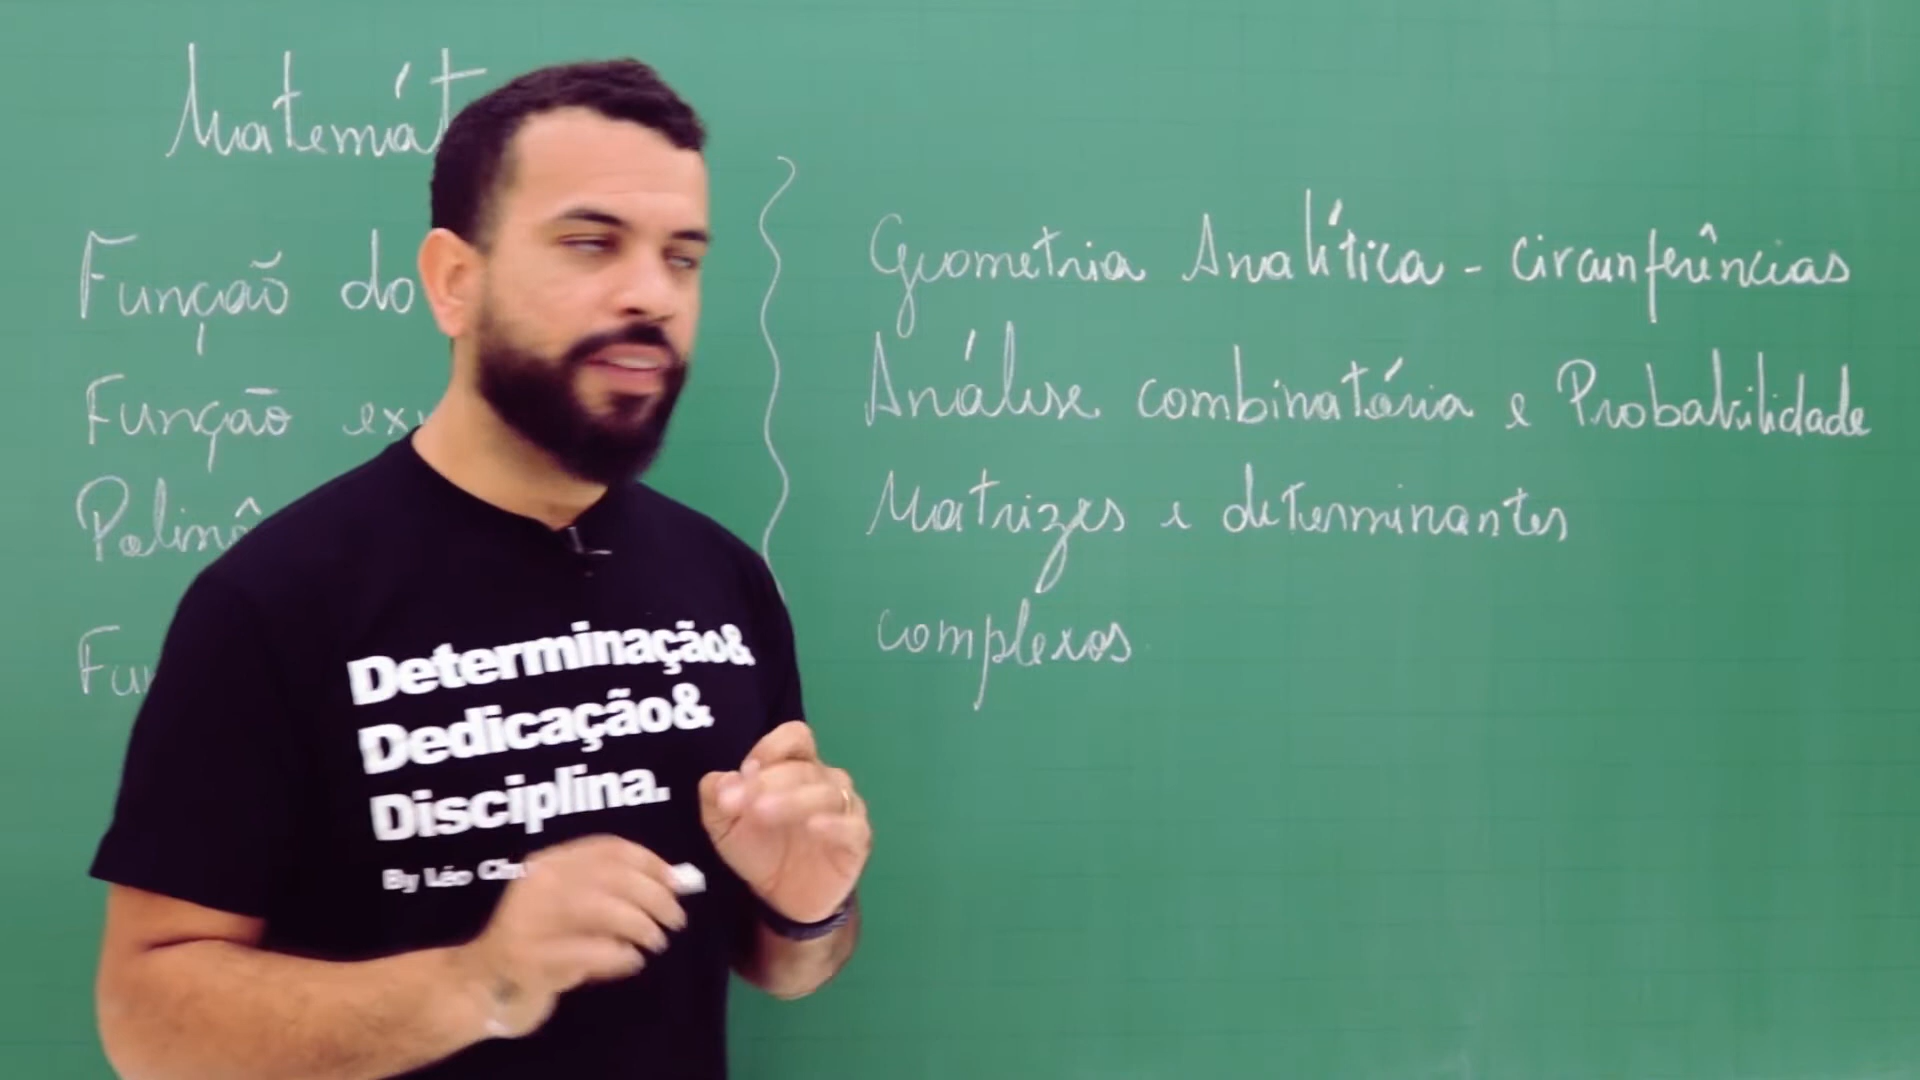 Matemát
Função do
Função ex
Polinô
Fun
Geometria Analítica - circunferências
Análise combinatória e Probabilidade
Matrizes e determinantes
complexos
Determinação&
Dedicação&
Disciplina.
By Léo